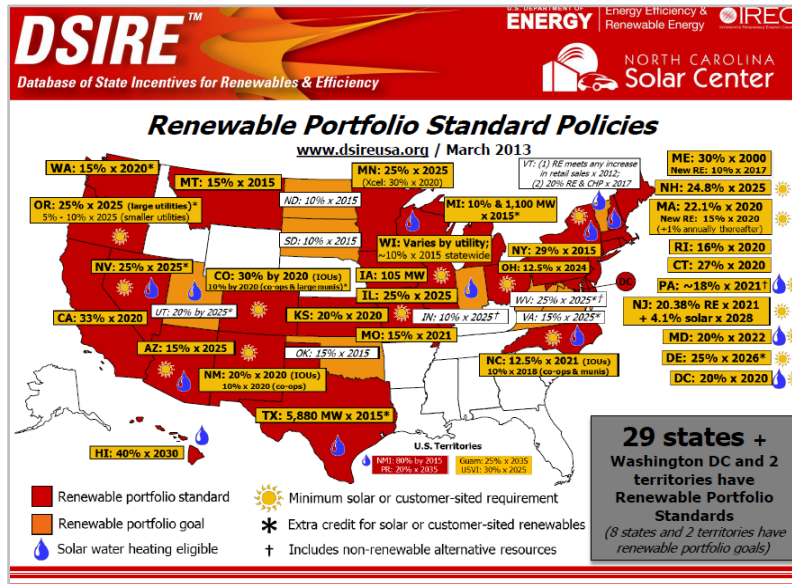 DSIRE™
Database of State Incentives for Renewables & Efficiency
U.S. DEPARTMENT OF
ENERGY
Energy Efficiency &
Renewable Energy
IREC
NORTH CAROLINA
Solar Center
Renewable Portfolio Standard Policies
www.dsireusa.org / March 2013
WA: 15% x 2020*
OR: 25% x 2025 (large utilities)*
5% - 10% x 2025 (smaller utilities)
MT: 15% x 2015
ND: 10% x 2015
SD: 10% x 2015
MN: 25% x 2025
(Xcel: 30% x 2020)
MI: 10% & 1,100 MW
x 2015*
WI: Varies by utility;
~10% x 2015 statewide
VT: (1) RE meets any increase
in retail sales x 2012;
(2) 20% RE & CHP x 2017
ME: 30% x 2000
New RE: 10% x 2017
NH: 24.8% x 2025
MA: 22.1% x 2020
New RE: 15% x 2020
(+1% annually thereafter)
RI: 16% x 2020
CT: 27% x 2020
PA: ~18% x 2021†
NJ: 20.38% RE x 2021
+ 4.1% solar x 2028
MD: 20% x 2022
DE: 25% x 2026*
DC: 20% x 2020
NV: 25% x 2025*
UT: 20% by 2025*
CO: 30% by 2020 (IOUs)
10% by 2020 (co-ops & large munis)*
IA: 105 MW
IL: 25% x 2025
NY: 29% x 2015
OH: 12.5% x 2024
DC
CA: 33% x 2020
KS: 20% x 2020
IN: 10% x 2025†
WV: 25% x 2025*†
VA: 15% x 2025*
MO: 15% x 2021
AZ: 15% x 2025
OK: 15% x 2015
NM: 20% x 2020 (IOUs)
10% x 2020 (co-ops)
NC: 12.5% x 2021 (IOUs)
10% x 2018 (co-ops & munis)
TX: 5,880 MW x 2015*
HI: 40% x 2030
U.S. Territories
NMI: 80% by 2015
PR: 20% x 2035
Guam: 25% x 2035
USVI: 30% x 2025
Renewable portfolio standard
Renewable portfolio goal
Solar water heating eligible
Minimum solar or customer-sited requirement
* Extra credit for solar or customer-sited renewables
† Includes non-renewable alternative resources
29 states +
Washington DC and 2
territories have
Renewable Portfolio
Standards
(8 states and 2 territories have
renewable portfolio goals)